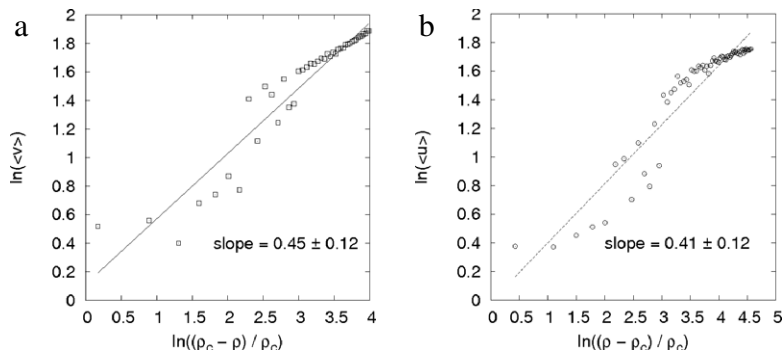 a
ln(<v>)
2
1.8
1.6
1.4
1.2
1
0.8
0.6
0.4
0.2
0
slope = 0.45 ± 0.12
0 0.5 1 1.5 2 2.5 3 3.5 4
ln((ρc − ρ) / ρc)
b
ln(<u>)
2
1.8
1.6
1.4
1.2
1
0.8
0.6
0.4
0.2
0
slope = 0.41 ± 0.12
0 0.5 1 1.5 2 2.5 3 3.5 4 4.5 5
ln((ρ − ρc) / ρc)